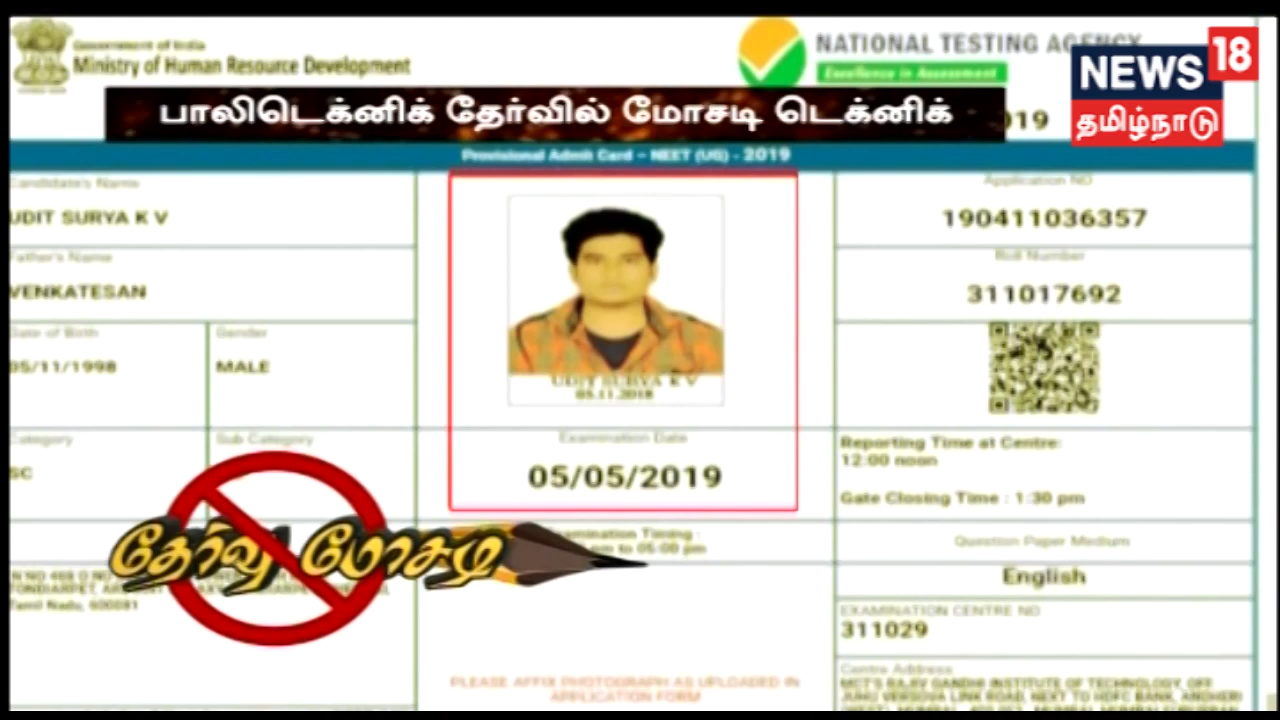 Government of India
Ministry of Human Resource Development
NATIONAL TESTING AGENCY
Excellence in Assessment
NEWS 18
தமிழ்நாடு
பாலிடெக்னிக் தேர்வில் மோசடி டெக்னிக்
019
Provisional Admit Card - NEET (UG) - 2019
Candidate's Name
UDIT SURYA K V
Father's Name
VENKATESAN
Date of Birth
Gender
05/11/1998
MALE
Category
Sub Category
SC
UDIT SURYA K V
05.11.2018
Examination Date
05/05/2019
Examination Timing :
pm to 05:00 pm
Application NO
190411036357
Roll Number
311017692
Reporting Time at Centre:
12:00 noon
Gate Closing Time : 1:30 pm
Question Paper Medium
English
EXAMINATION CENTRE NO
311029
Centre Address
MCT'S RAJIV GANDHI INSTITUTE OF TECHNOLOGY, OFF
JUHU VERSOVA LINK ROAD, NEXT TO HDFC BANK, ANDHERI
தேர்வு மோசடி
TONDIARPET,
Tamil Nadu, 600081
PLEASE AFFIX PHOTOGRAPH AS UPLOADED IN
APPLICATION FORM